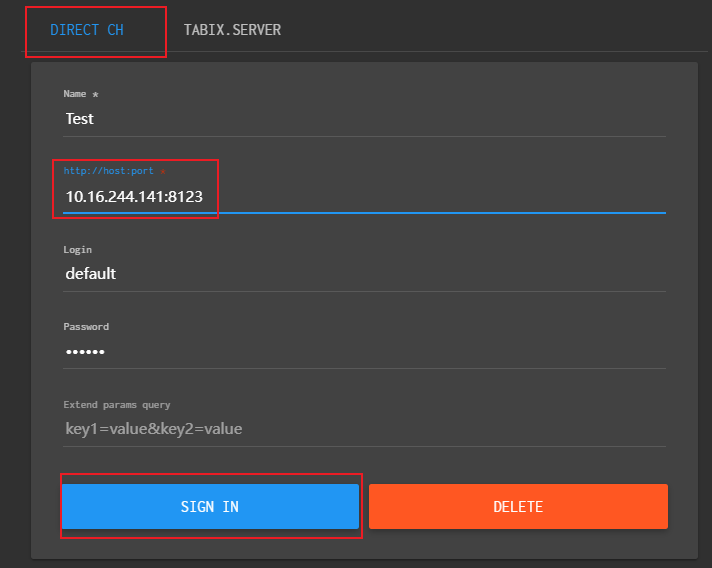 DIRECT CH TABIX.SERVER
Name *
Test
http://host:port *
10.16.244.141:8123
Login
default
Password
••••••
Extend params query
key1=value&key2=value
SIGN IN DELETE